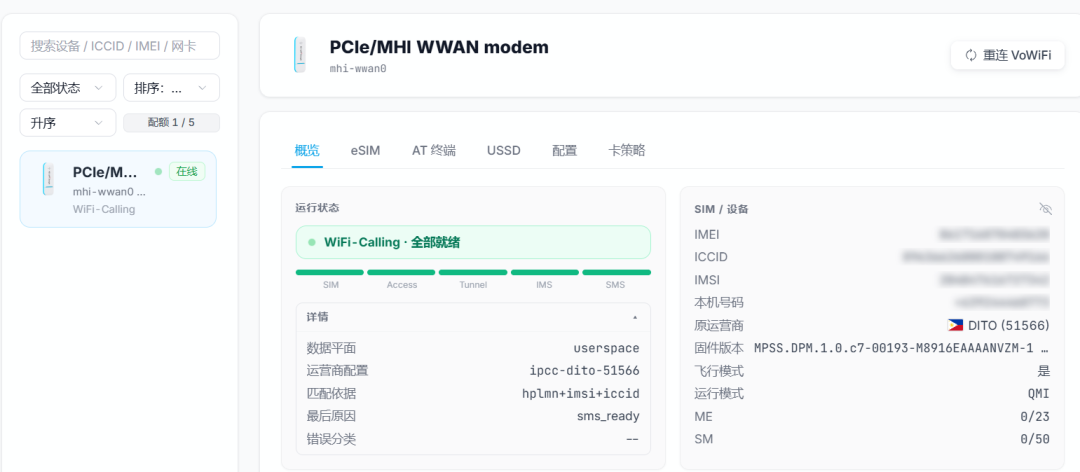 搜索设备 / ICCID / IMEI / 网卡
全部状态
排序： ...
升序
配额 1 / 5
PCIe/M...
在线
mhi-wwan0 ...
WiFi-Calling
PCIe/MHI WWAN modem
mhi-wwan0
重连 VoWiFi
概览 eSIM AT 终端 USSD 配置 卡策略
运行状态
WiFi-Calling · 全部就绪
SIM Access Tunnel IMS SMS
详情
数据平面 userspace
运营商配置 ipcc-dito-51566
匹配依据 hplmn+imsi+iccid
最后原因 sms_ready
错误分类 --
SIM / 设备
IMEI
ICCID
IMSI
本机号码
原运营商 DITO (51566)
固件版本 MPSS.DPM.1.0.c7-00193-M8916EAAAANVZM-1 …
飞行模式 是
运行模式 QMI
ME 0/23
SM 0/50